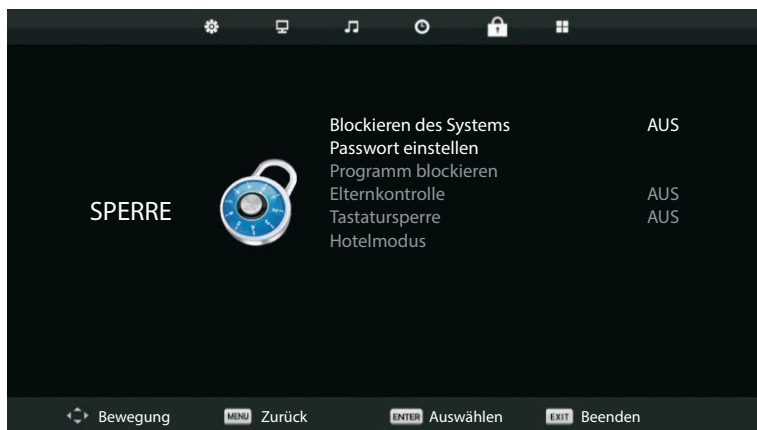 Blockieren des Systems AUS
Passwort einstellen
Programm blockieren
Elternkontrolle AUS
Tastatursperre AUS
Hotelmodus
SPERRE
Bewegung MENU Zurück ENTER Auswählen EXIT Beenden